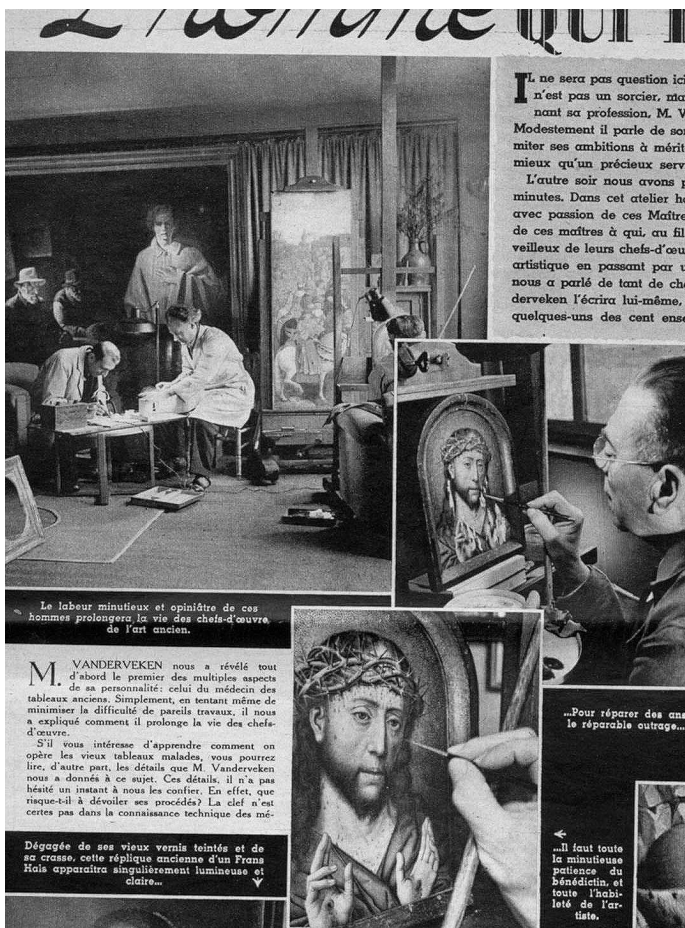 L'homme QUI
IL ne sera pas question ici
n'est pas un sorcier, ma
nant sa profession, M. V
Modestement il parle de son
miter ses ambitions à mérit
mieux qu'un précieux serv
L'autre soir nous avons p
minutes. Dans cet atelier ho
avec passion de ces Maître
de ces maîtres à qui, au fil
veilleux de leurs chefs-d'œu
artistique en passant par u
nous a parlé de tant de che
derveken l'écrira lui-même,
quelques-uns des cent ense
Le labeur minutieux et opiniâtre de ces
hommes prolongera la vie des chefs-d'œuvre
de l'art ancien.
M. VANDERVEKEN nous a révélé tout
d'abord le premier des multiples aspects
de sa personnalité: celui du médecin des
tableaux anciens. Simplement, en tentant même de
minimiser la difficulté de pareils travaux, il nous
a expliqué comment il prolonge la vie des chefs-
d'œuvre.
S'il vous intéresse d'apprendre comment on
opère les vieux tableaux malades, vous pourrez
lire, d'autre part, les détails que M. Vanderveken
nous a donnés à ce sujet. Ces détails, il n'a pas
hésité un instant à nous les confier. En effet, que
risque-t-il à dévoiler ses procédés? La clef n'est
certes pas dans la connaissance technique des mé-
Dégagée de ses vieux vernis teintés et de
sa crasse, cette réplique ancienne d'un Frans
Hals apparaîtra singulièrement lumineuse et
claire...
...Pour réparer des ans
le réparable outrage...
...Il faut toute
la minutieuse
patience du
bénédictin, et
toute l'habi-
leté de l'ar-
tiste.